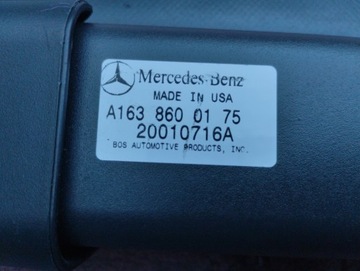 Mercedes-Benz
MADE IN USA
A163 860 01 75
20010716A
BOS AUTOMOTIVE PRODUCTS, INC.